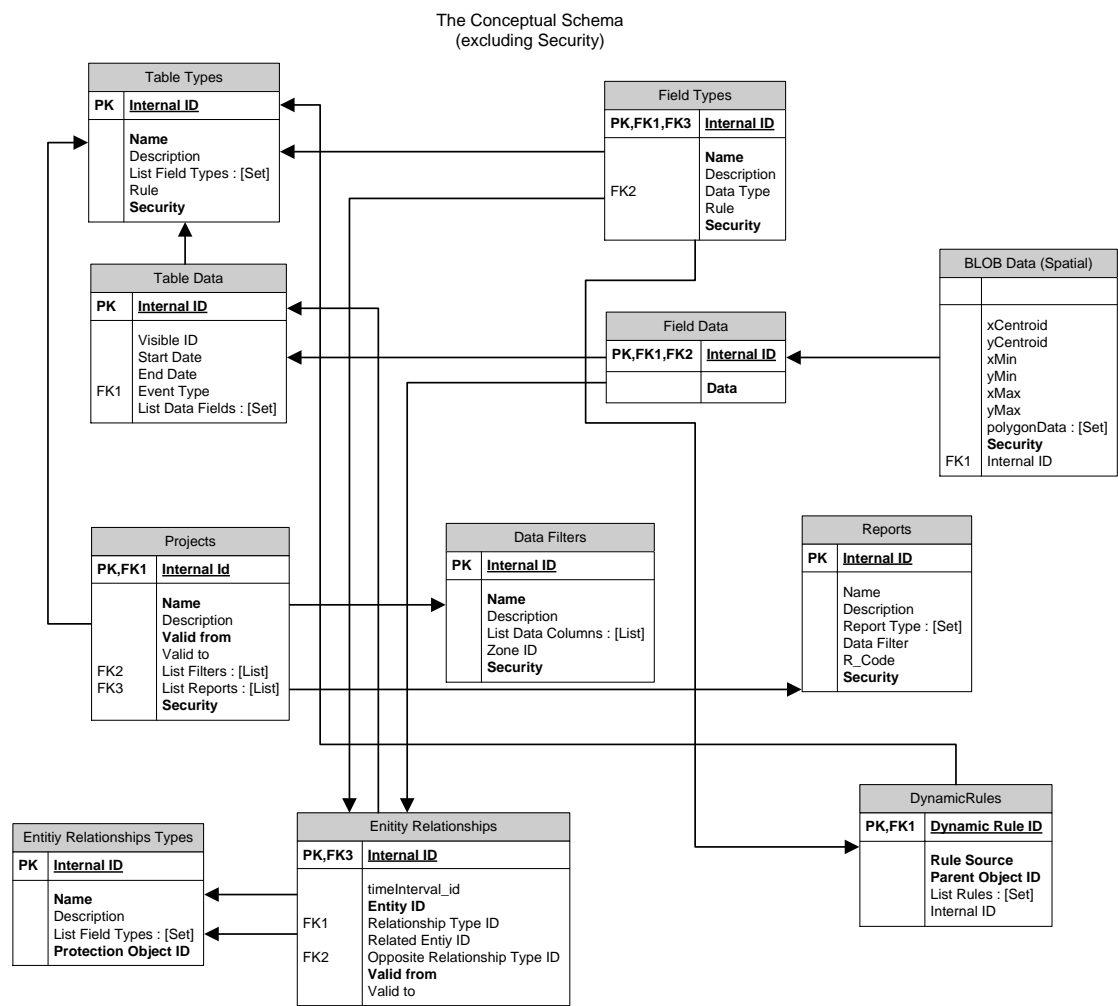 The Conceptual Schema
(excluding Security)
Table Types
PK Internal ID
Name
Description
List Field Types : [Set]
Rule
Security
Field Types
PK,FK1,FK3 Internal ID
Name
Description
FK2 Data Type
Rule
Security
Table Data
PK Internal ID
Visible ID
Start Date
End Date
FK1 Event Type
List Data Fields : [Set]
Field Data
PK,FK1,FK2 Internal ID
Data
BLOB Data (Spatial)
xCentroid
yCentroid
xMin
yMin
xMax
yMax
polygonData : [Set]
Security
FK1 Internal ID
Projects
PK,FK1 Internal Id
Name
Description
Valid from
Valid to
FK2 List Filters : [List]
FK3 List Reports : [List]
Security
Data Filters
PK Internal ID
Name
Description
List Data Columns : [List]
Zone ID
Security
Reports
PK Internal ID
Name
Description
Report Type : [Set]
Data Filter
R_Code
Security
Entitiy Relationships Types
PK Internal ID
Name
Description
List Field Types : [Set]
Protection Object ID
Enitity Relationships
PK,FK3 Internal ID
timeInterval_id
Entity ID
FK1 Relationship Type ID
Related Entiy ID
FK2 Opposite Relationship Type ID
Valid from
Valid to
DynamicRules
PK,FK1 Dynamic Rule ID
Rule Source
Parent Object ID
List Rules : [Set]
Internal ID